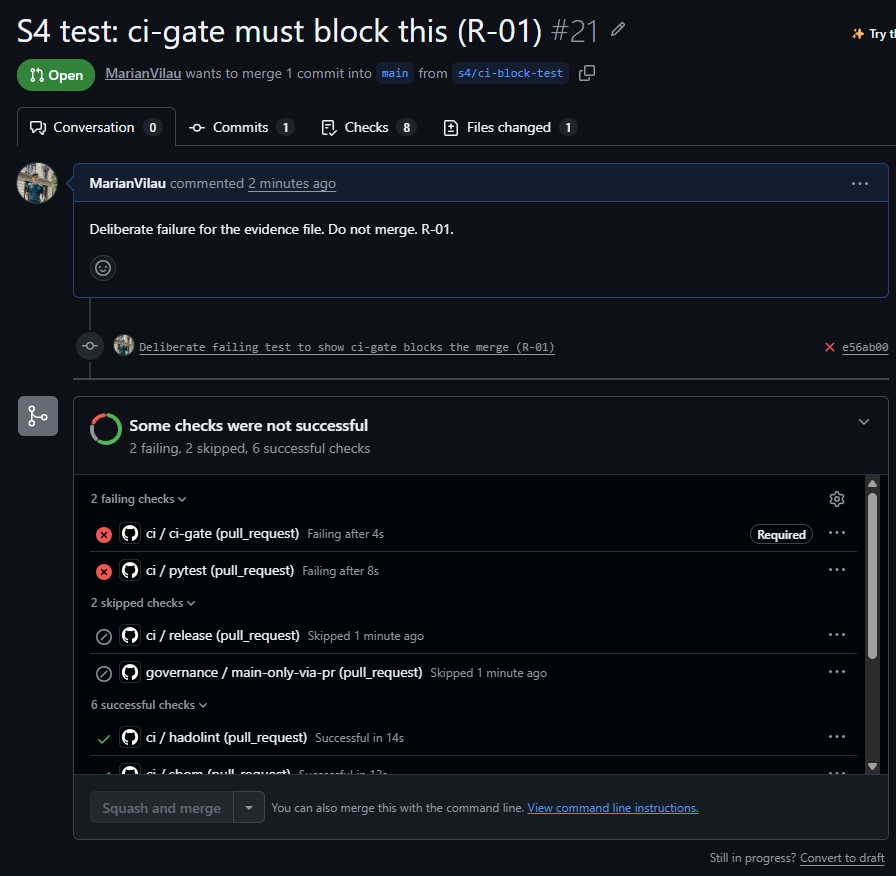 S4 test: ci-gate must block this (R-01) #21
Try
Open
MarianVilau wants to merge 1 commit into main from s4/ci-block-test
Conversation 0
Commits 1
Checks 8
Files changed 1
MarianVilau commented 2 minutes ago
Deliberate failure for the evidence file. Do not merge. R-01.
Deliberate failing test to show ci-gate blocks the merge (R-01)
e56ab00
Some checks were not successful
2 failing, 2 skipped, 6 successful checks
2 failing checks
ci / ci-gate (pull_request) Failing after 4s
Required
ci / pytest (pull_request) Failing after 8s
2 skipped checks
ci / release (pull_request) Skipped 1 minute ago
governance / main-only-via-pr (pull_request) Skipped 1 minute ago
6 successful checks
ci / hadolint (pull_request) Successful in 14s
ci / sbom (pull_request)
Squash and merge
You can also merge this with the command line. View command line instructions.
Still in progress? Convert to draft